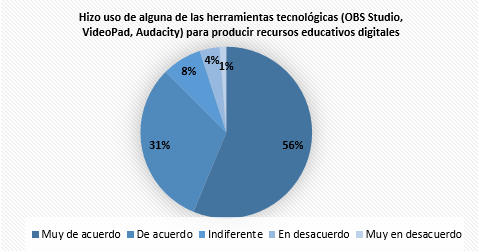 Hizo uso de alguna de las herramientas tecnológicas (OBS Studio,
VideoPad, Audacity) para producir recursos educativos digitales
4%
1%
8%
31%
56%
Muy de acuerdo De acuerdo Indiferente En desacuerdo Muy en desacuerdo